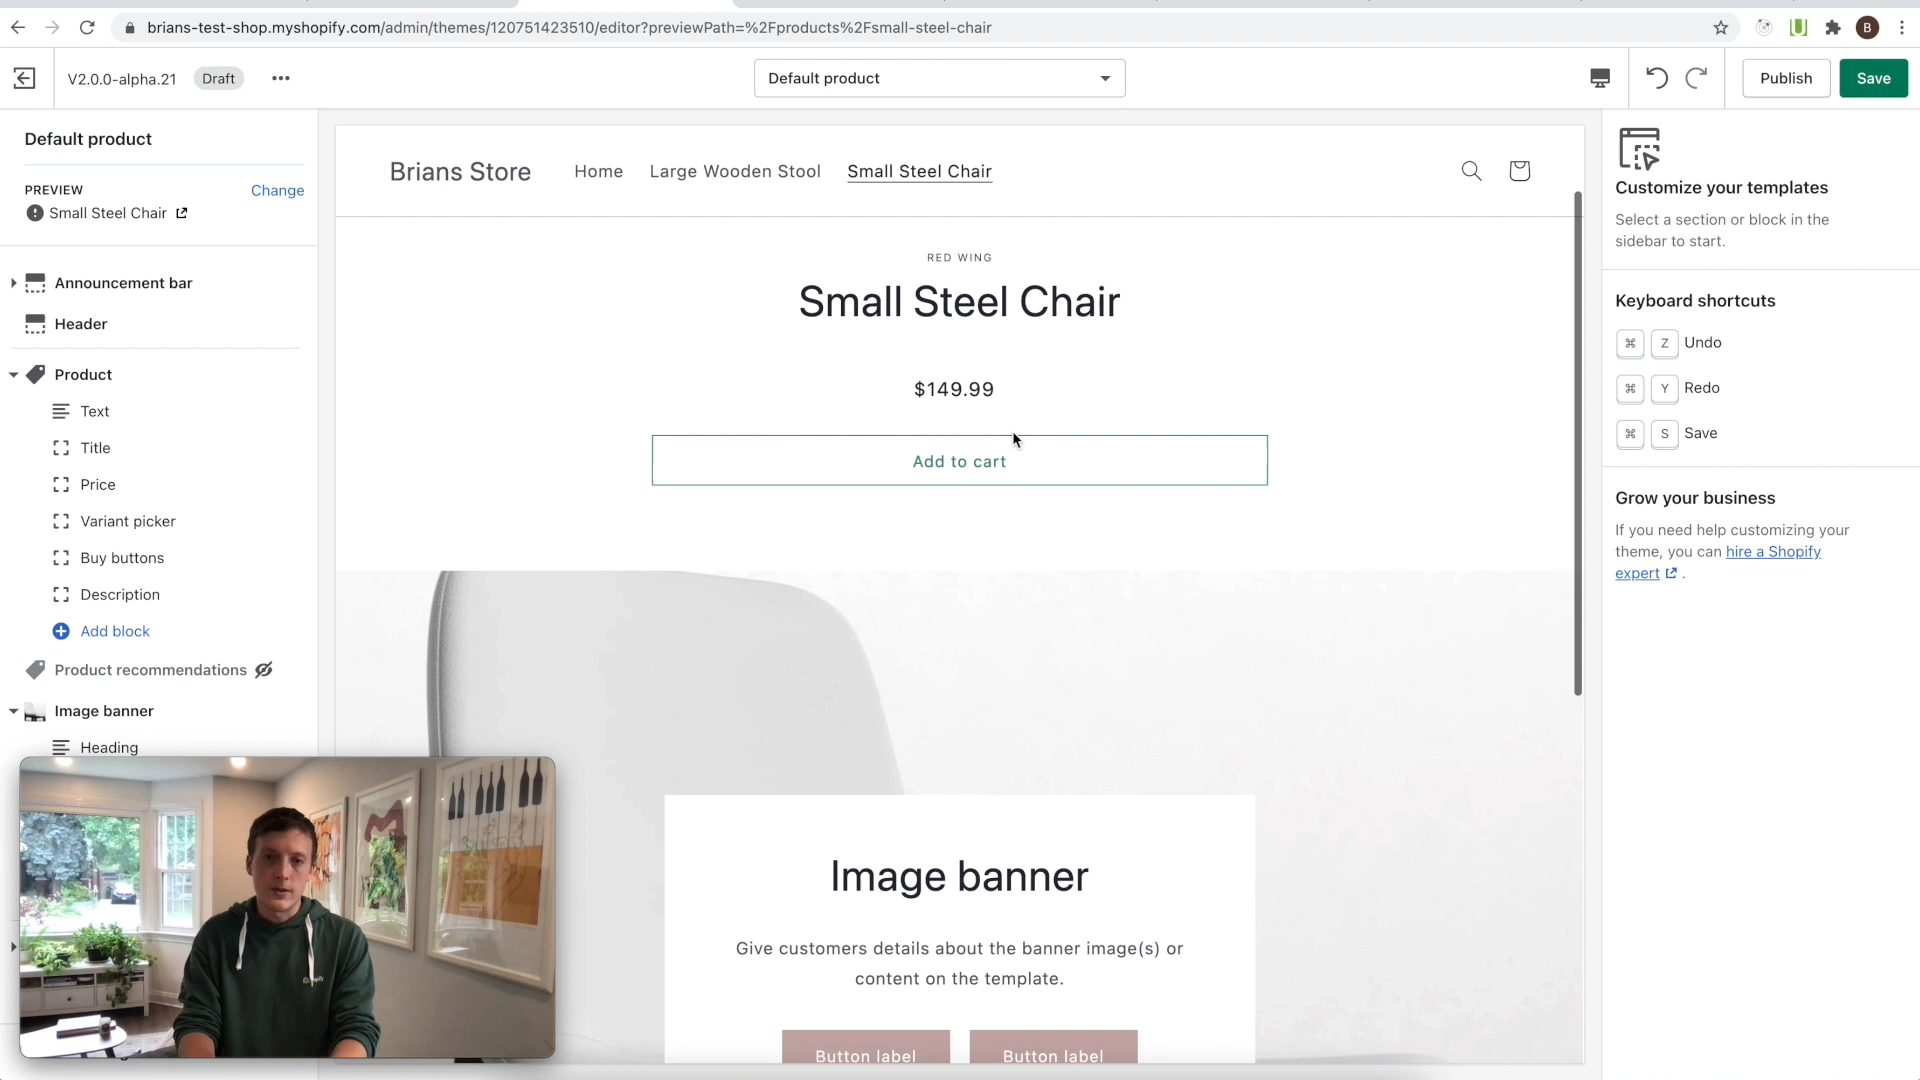 brians-test-shop.myshopify.com/admin/themes/120751423510/editor?previewPath=%2Fproducts%2Fsmall-steel-chair
B
V2.0.0-alpha.21
Draft
Default product
Publish
Save
Default product
PREVIEW
Change
Small Steel Chair
Announcement bar
Header
Product
Text
Title
Price
Variant picker
Buy buttons
Description
Add block
Product recommendations
Image banner
Heading
Brians Store
Home
Large Wooden Stool
Small Steel Chair
RED WING
Small Steel Chair
$149.99
Add to cart
Image banner
Give customers details about the banner image(s) or
content on the template.
Button label
Button label
Customize your templates
Select a section or block in the
sidebar to start.
Keyboard shortcuts
⌘ Z Undo
⌘ Y Redo
⌘ S Save
Grow your business
If you need help customizing your
theme, you can hire a Shopify
expert .